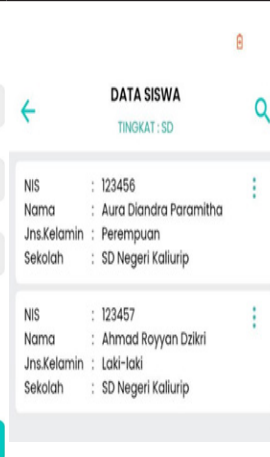 DATA SISWA
TINGKAT : SD
NIS : 123456
Nama : Aura Diandra Paramitha
Jns.Kelamin : Perempuan
Sekolah : SD Negeri Kaliurip
NIS : 123457
Nama : Ahmad Royyan Dzikri
Jns.Kelamin : Laki-laki
Sekolah : SD Negeri Kaliurip